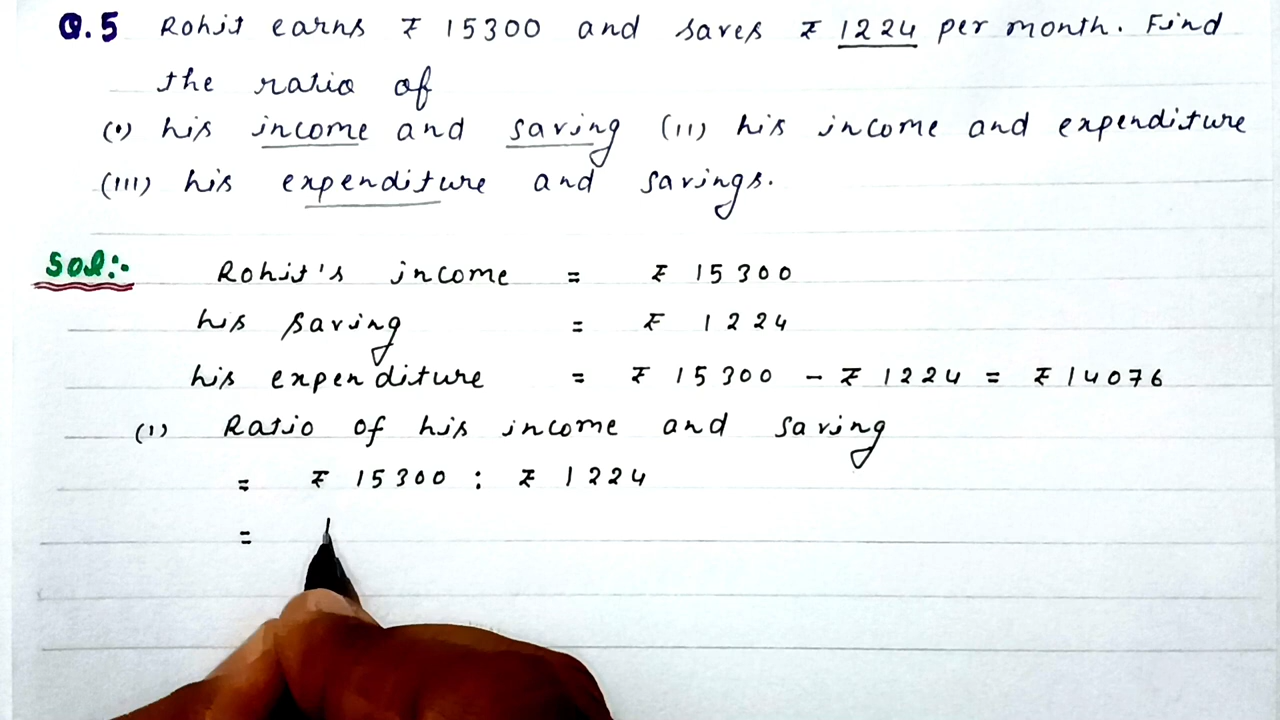 Q.5 Rohit earns ₹ 15300 and saves ₹ 1224 per month. Find
the ratio of
(i) his income and saving (ii) his income and expenditure
(iii) his expenditure and savings.
Sol:- Rohit's income = ₹ 15300
his saving = ₹ 1224
his expenditure = ₹ 15300 - ₹ 1224 = ₹ 14076
(i) Ratio of his income and saving
= ₹ 15300 : ₹ 1224
= 1